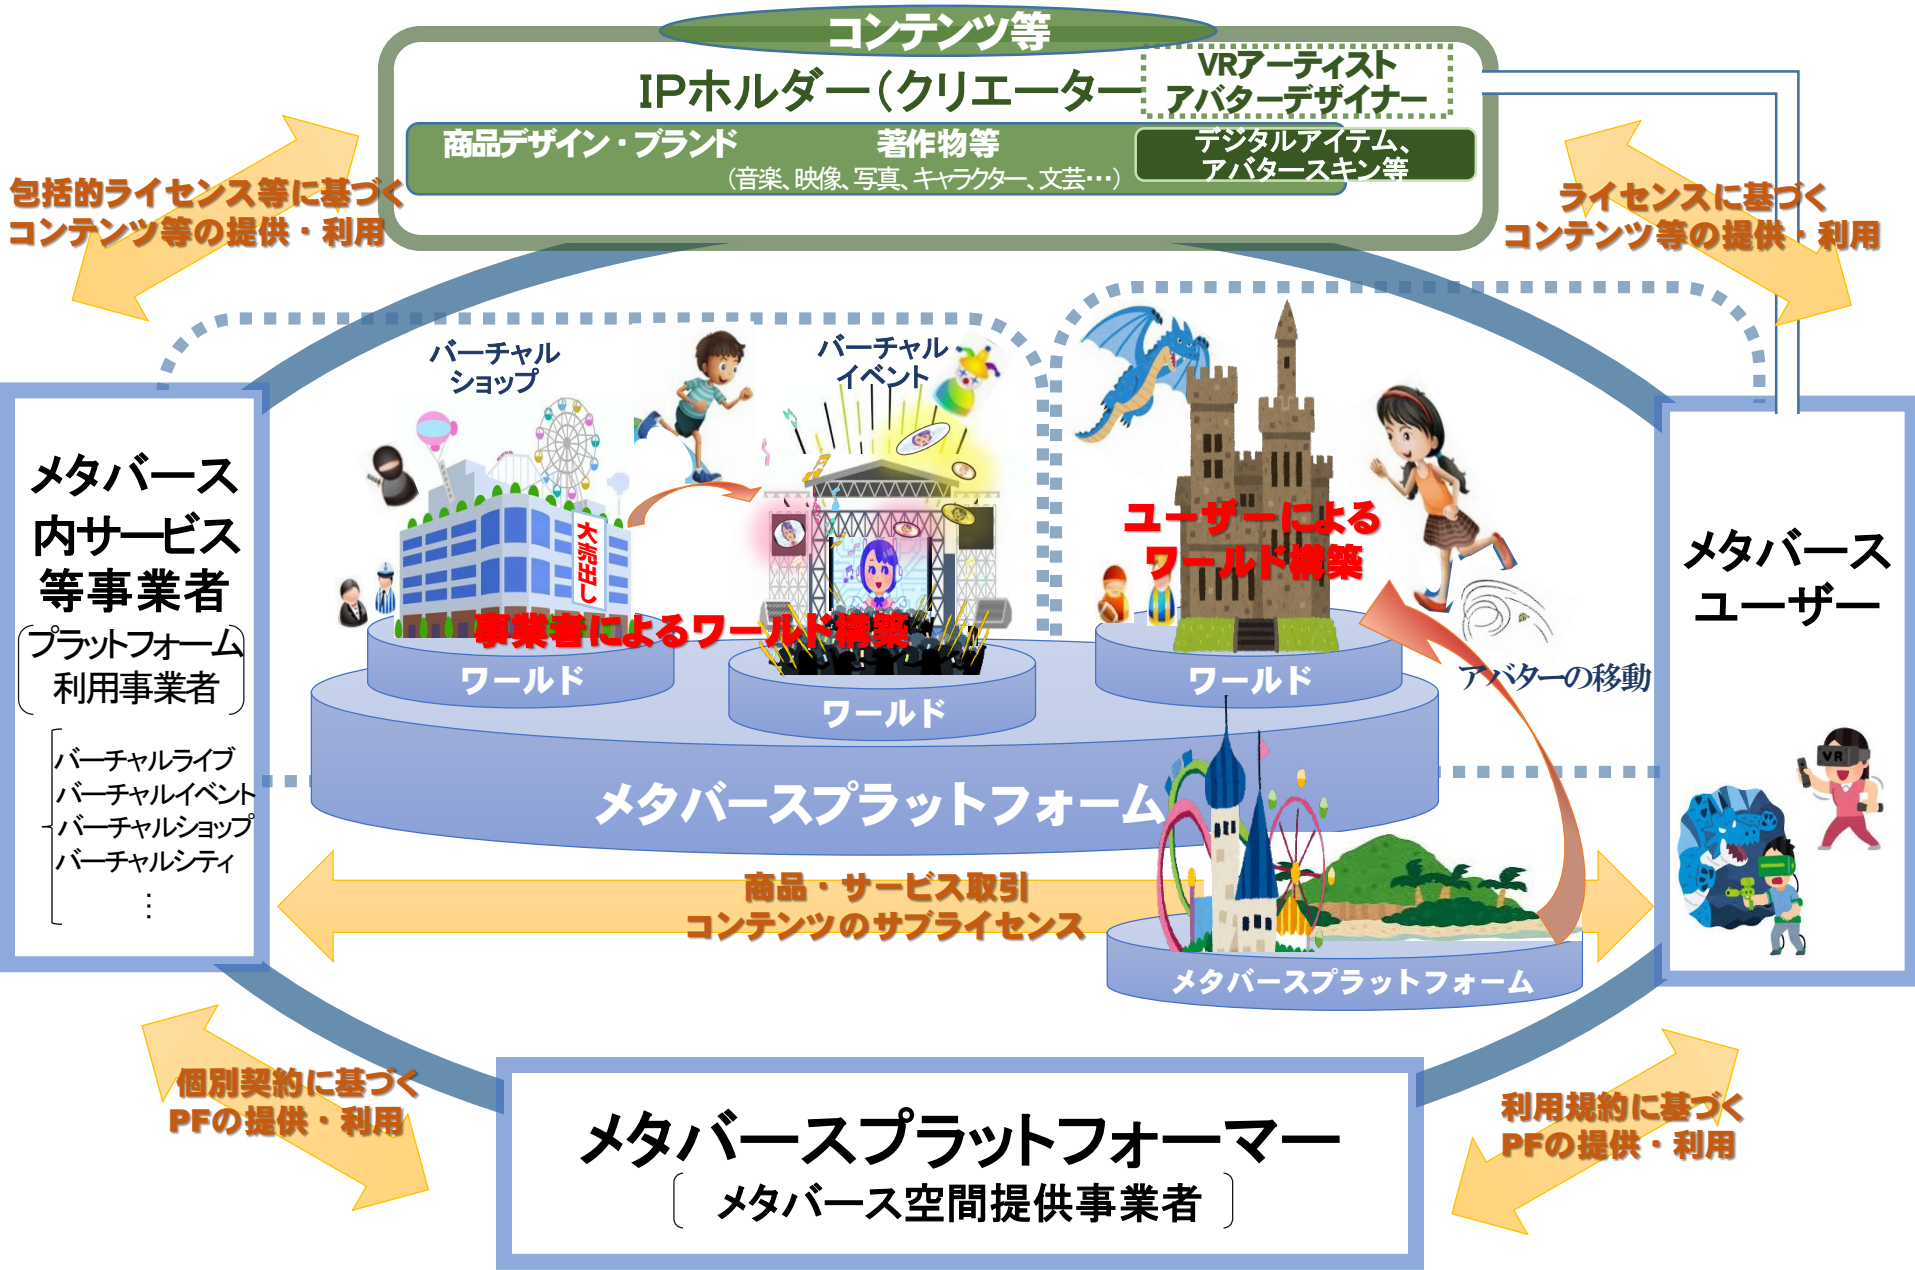 コンテンツ等
IPホルダー（クリエーター
VRアーティスト
アバターデザイナー
商品デザイン・ブランド
著作物等
（音楽、映像、写真、キャラクター、文芸…）
デジタルアイテム、
アバタースキン等
包括的ライセンス等に基づく
コンテンツ等の提供・利用
ライセンスに基づく
コンテンツ等の提供・利用
バーチャル
ショップ
バーチャル
イベント
大売出し
事業者によるワールド構築
ユーザーによる
ワールド構築
ワールド
ワールド
ワールド
アバターの移動
メタバースプラットフォーム
メタバース
内サービス
等事業者
プラットフォーム
利用事業者
バーチャルライブ
バーチャルイベント
バーチャルショップ
バーチャルシティ
…
メタバース
ユーザー
VR
商品・サービス取引
コンテンツのサブライセンス
メタバースプラットフォーム
個別契約に基づく
PFの提供・利用
利用規約に基づく
PFの提供・利用
メタバースプラットフォーマー
メタバース空間提供事業者